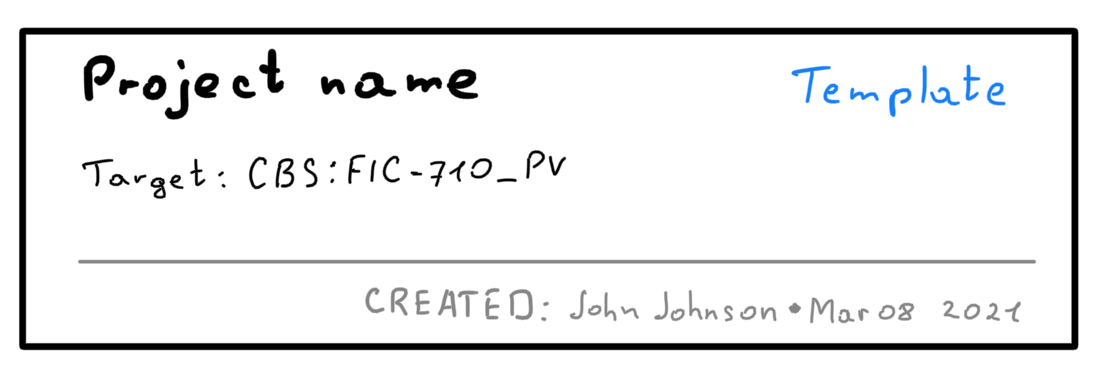 Project name
Template
Target: CBS:FIC-710_PV
CREATED: John Johnson • Mar 08 2021